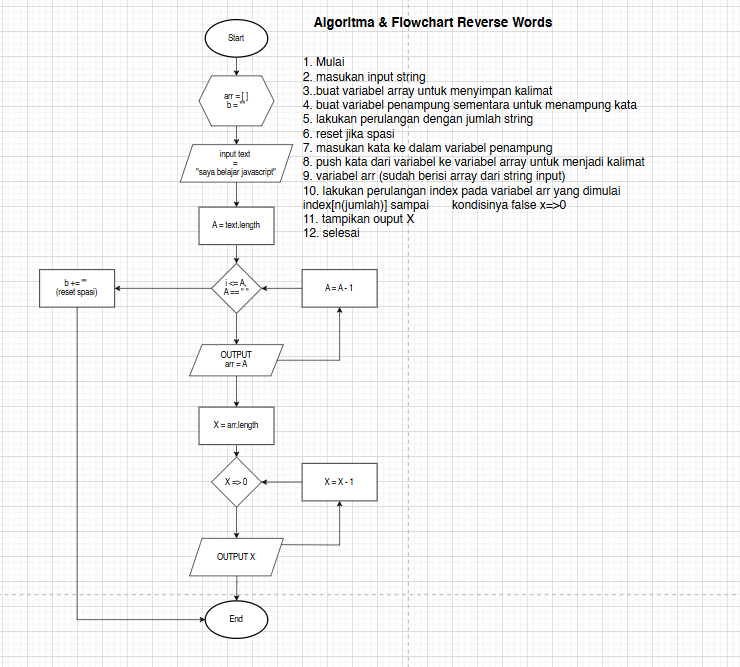 Algoritma & Flowchart Reverse Words
1. Mulai
2. masukan input string
3..buat variabel array untuk menyimpan kalimat
4. buat variabel penampung sementara untuk menampung kata
5. lakukan perulangan dengan jumlah string
6. reset jika spasi
7. masukan kata ke dalam variabel penampung
8. push kata dari variabel ke variabel array untuk menjadi kalimat
9. variabel arr (sudah berisi array dari string input)
10. lakukan perulangan index pada variabel arr yang dimulai
index[n(jumlah)] sampai kondisinya false x=>0
11. tampikan ouput X
12. selesai
Start
arr = [ ]
b = ""
input text
=
"saya belajar javascript"
A = text.length
i <= A,
A == " "
b += ""
(reset spasi)
A = A - 1
OUTPUT
arr = A
X = arr.length
X => 0
X = X - 1
OUTPUT X
End